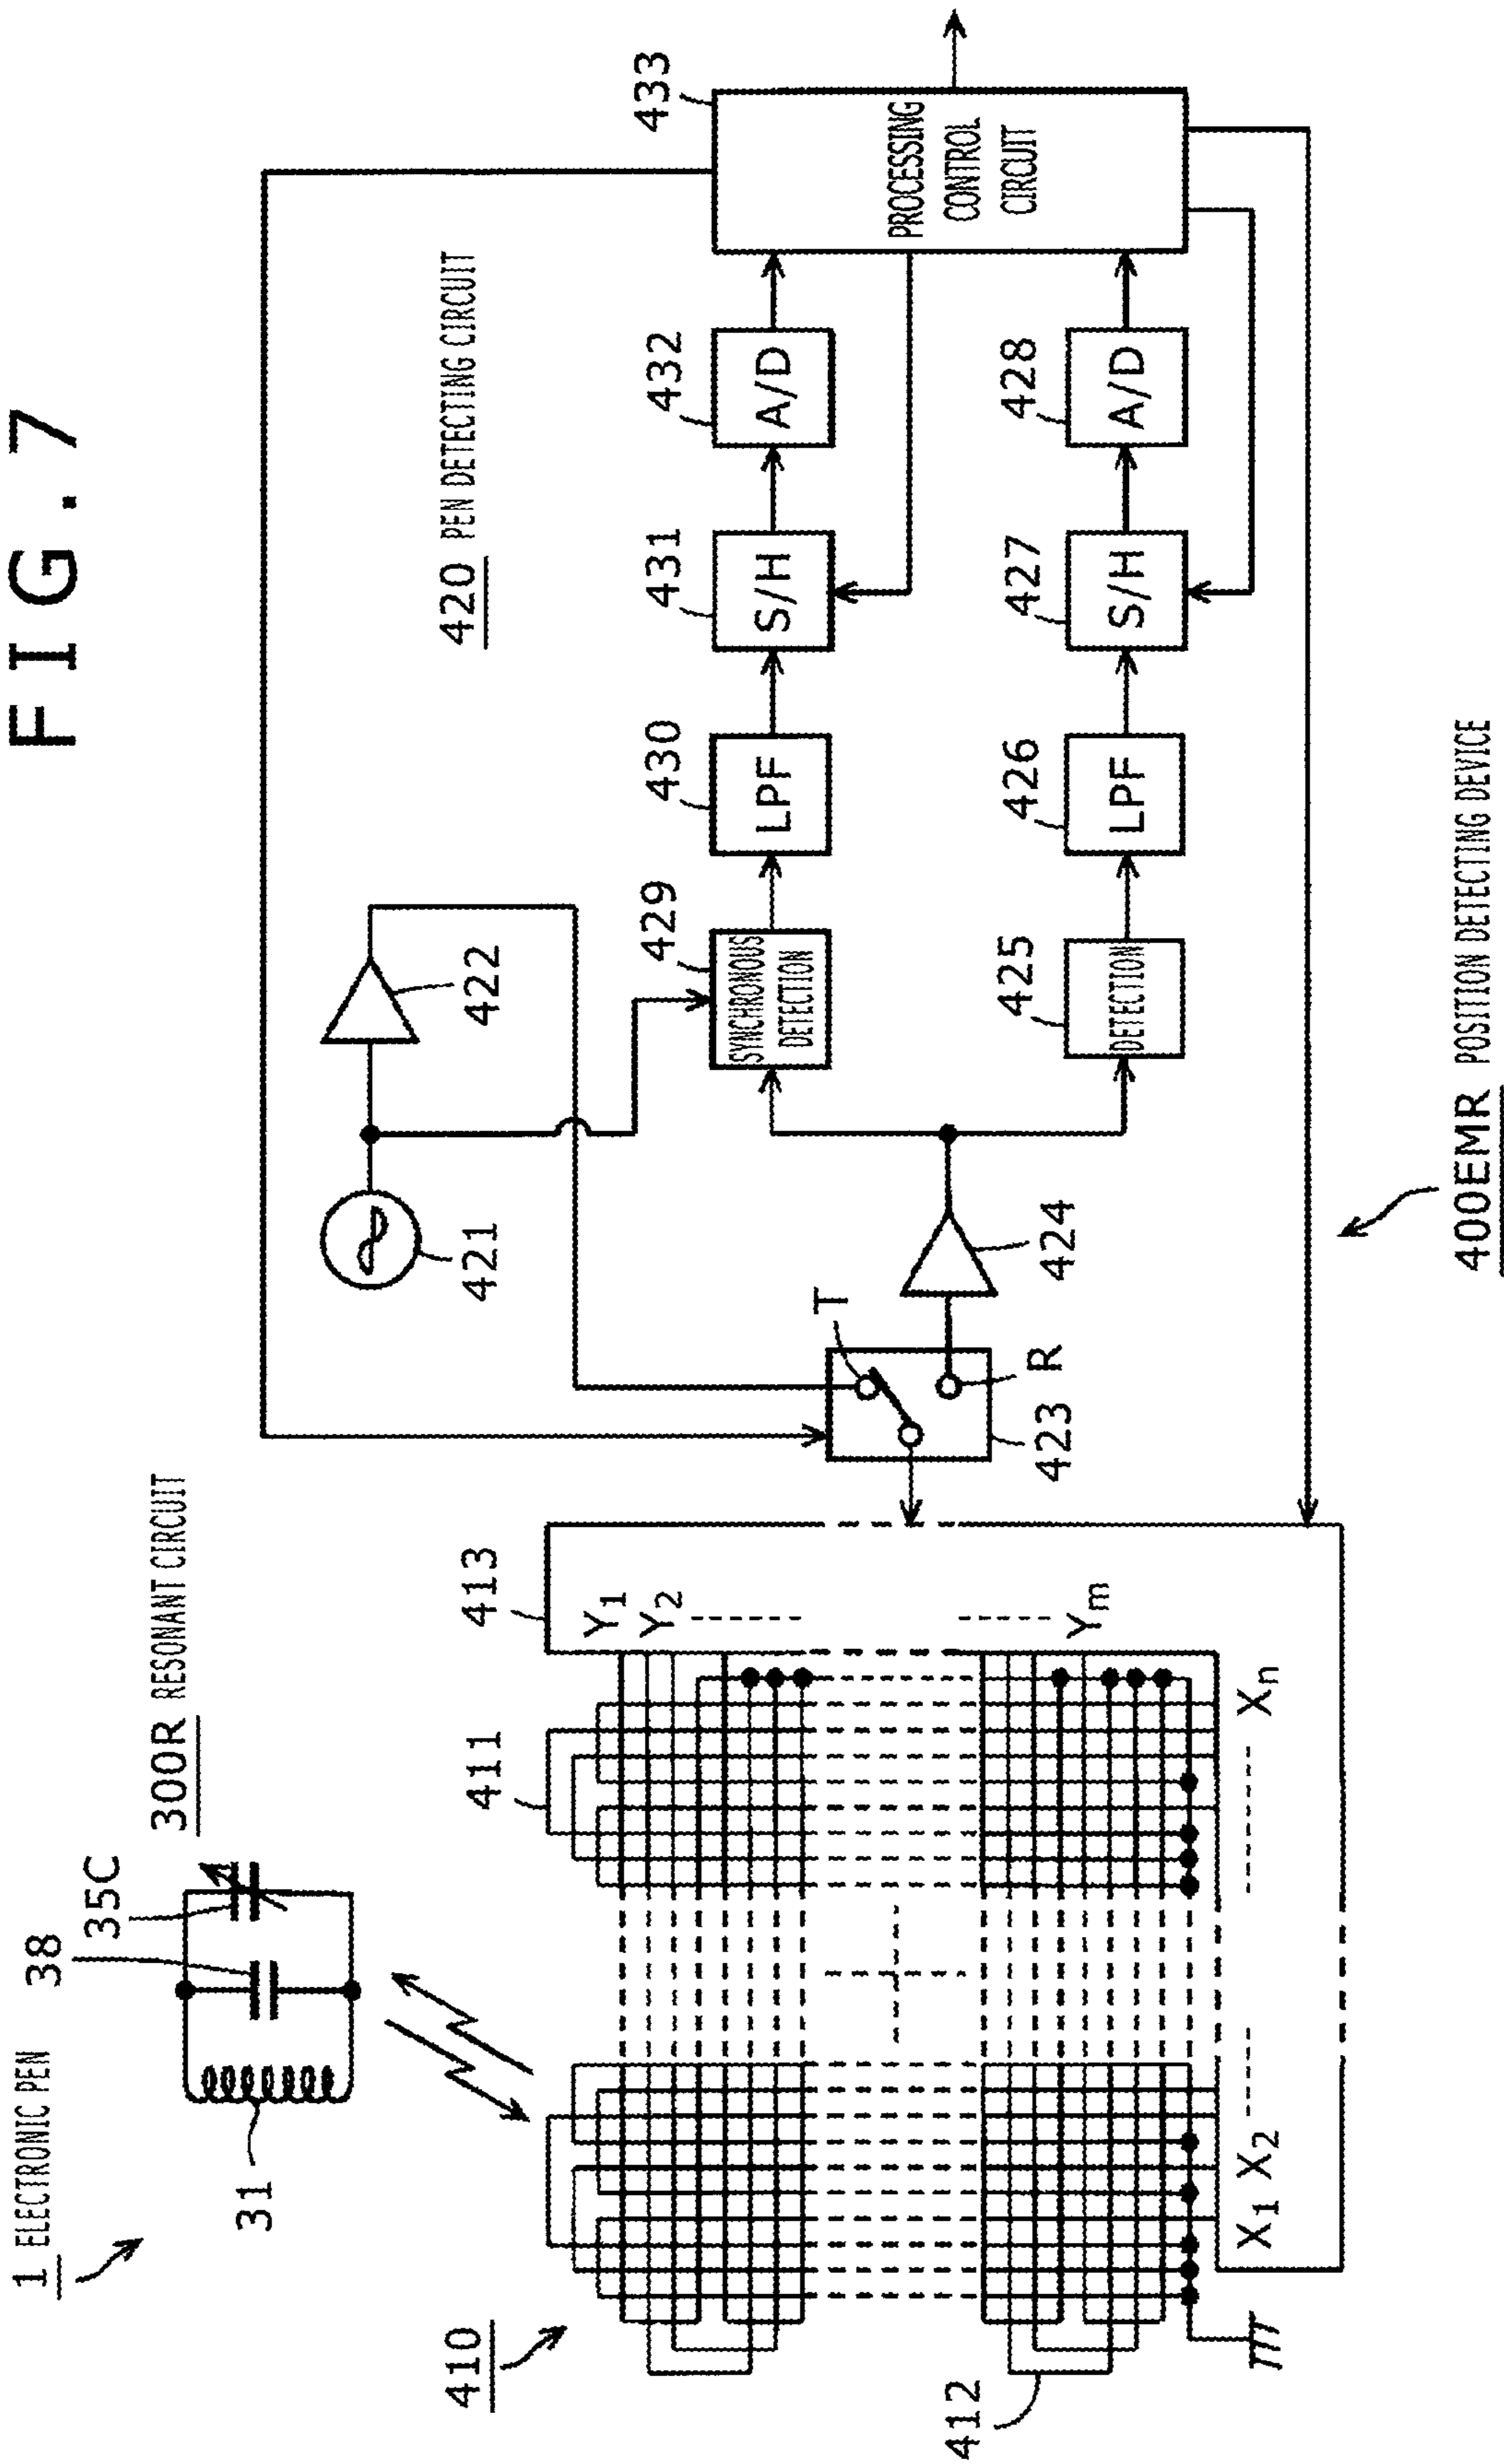 FIG. 7
1 ELECTRONIC PEN
38
35C
300R RESONANT CIRCUIT
31
410
411
413
412
Y1
Y2
Ym
X1 X2
Xn
421
422
420 PEN DETECTING CIRCUIT
T
R
423
424
429
SYNCHRONOUS
DETECTION
430
LPF
431
S/H
432
A/D
433
PROCESSING
CONTROL
CIRCUIT
425
DETECTION
426
LPF
427
S/H
428
A/D
400EMR POSITION DETECTING DEVICE